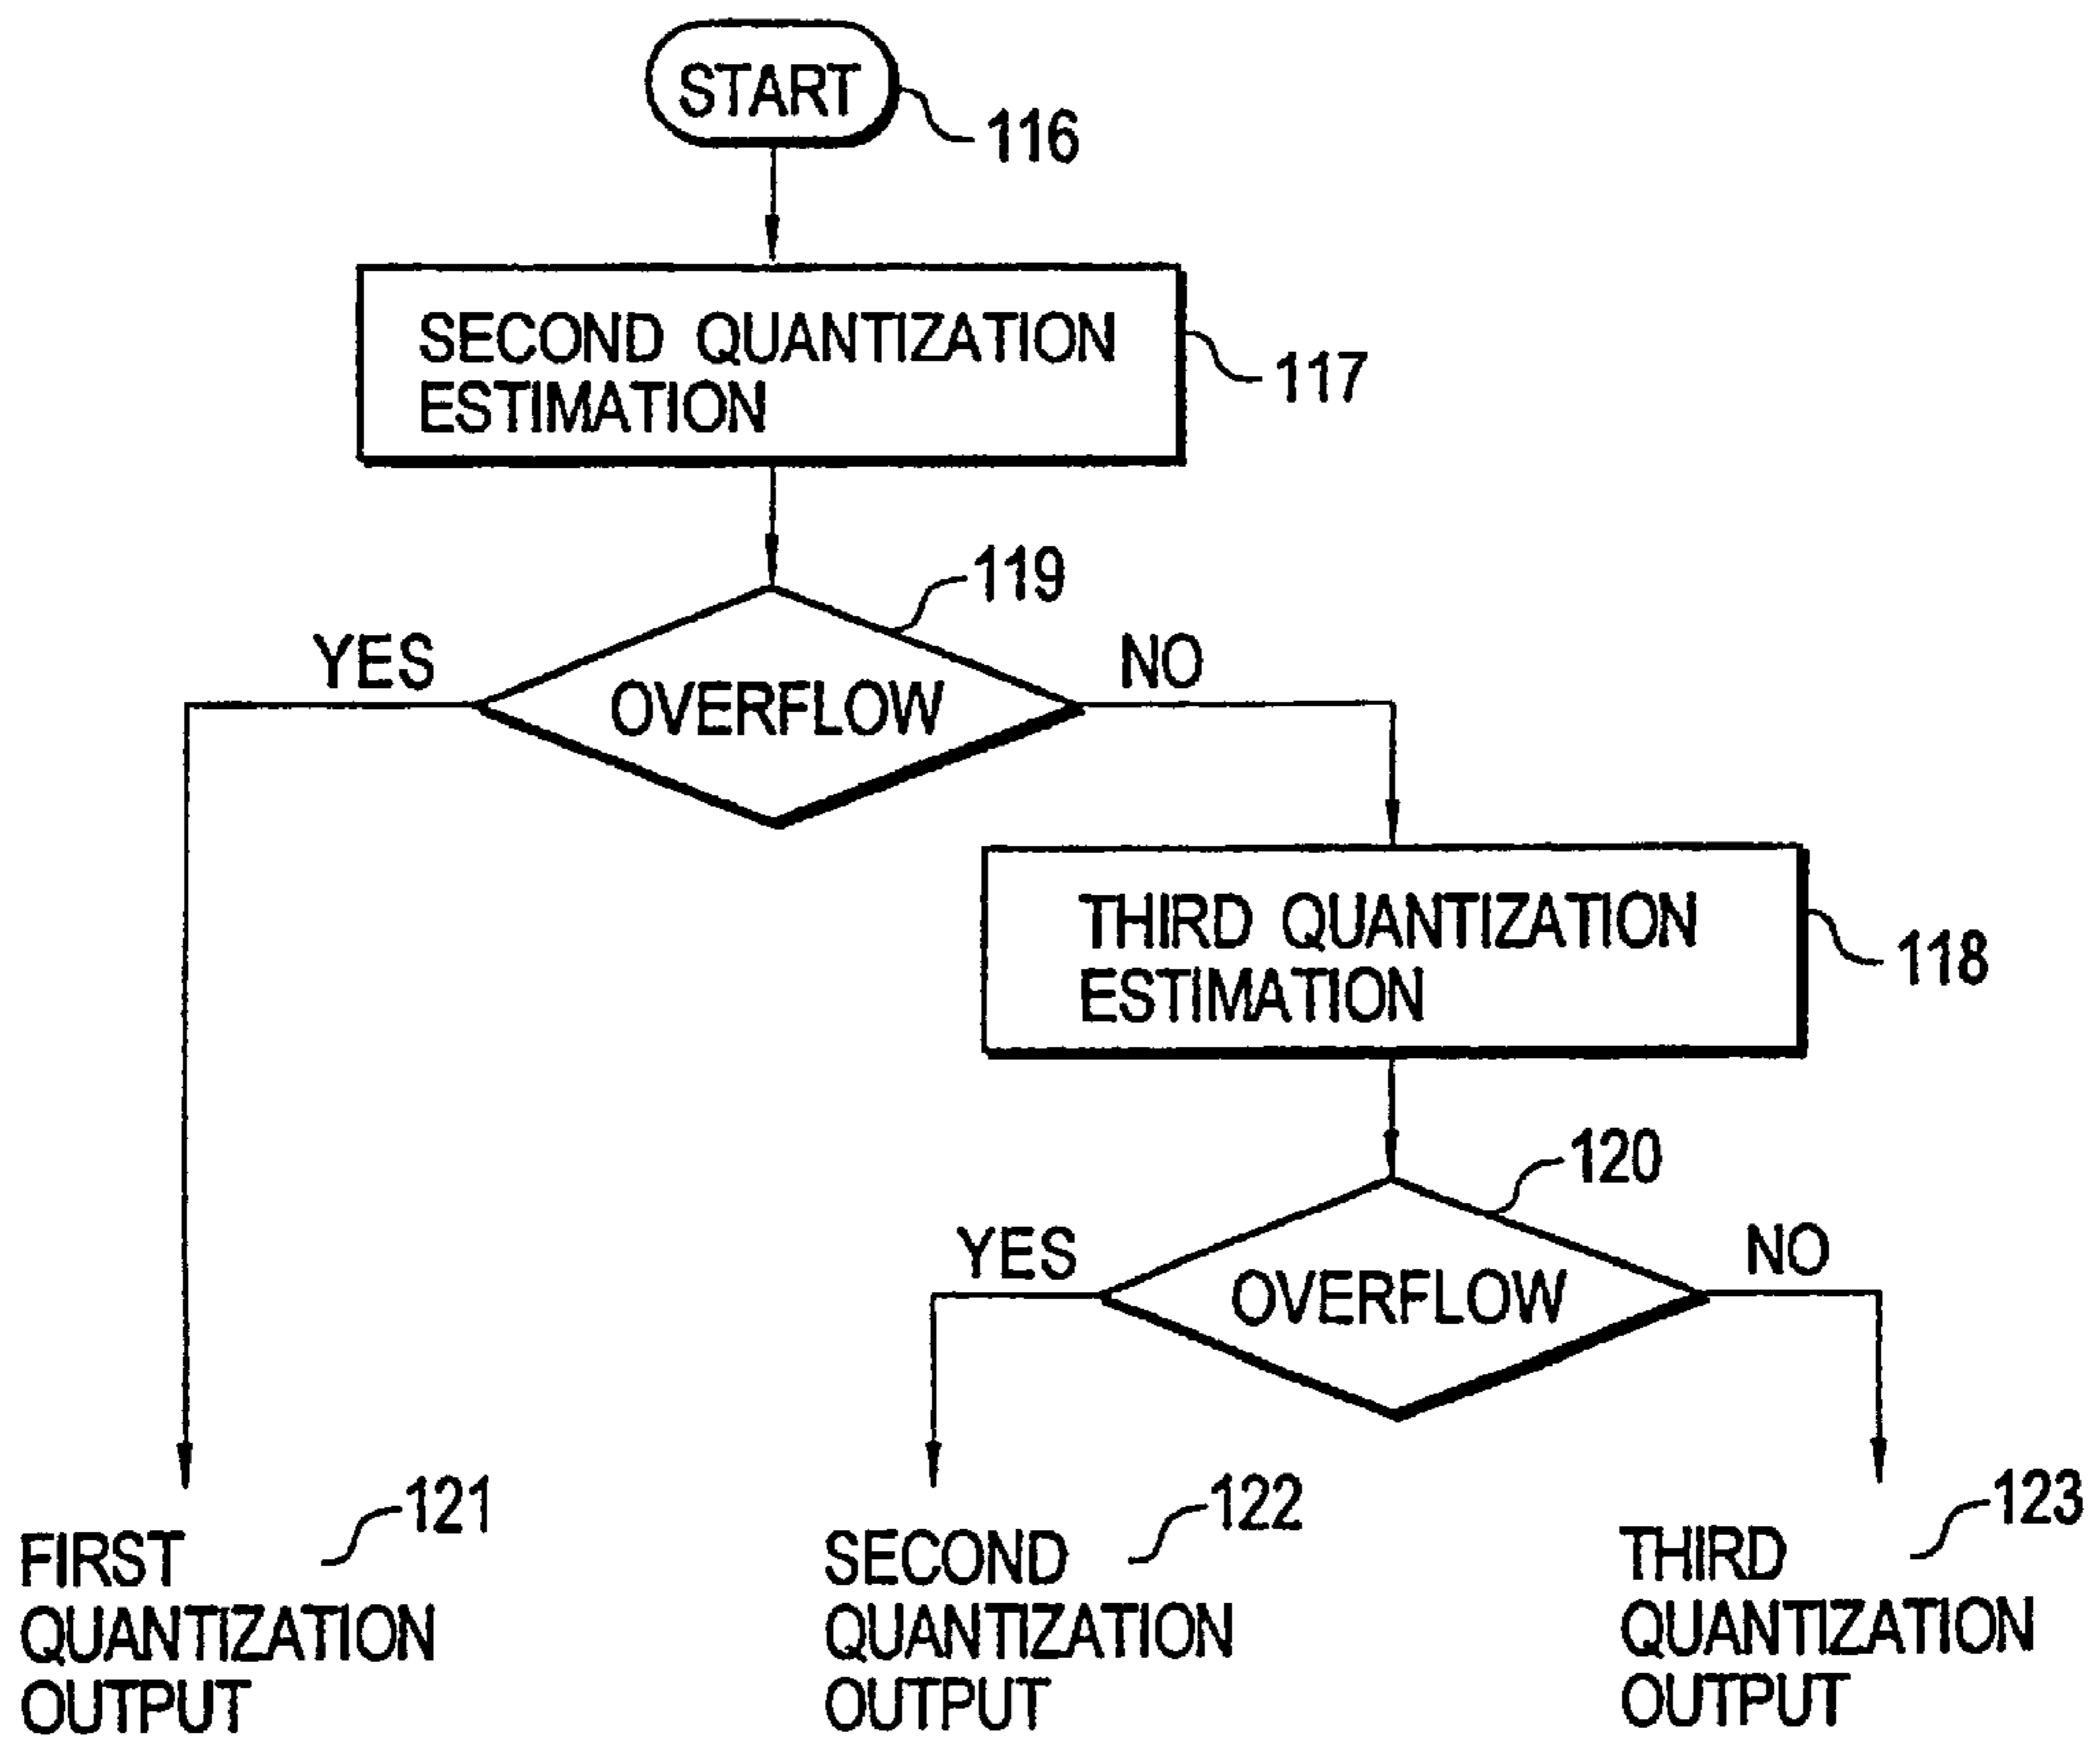 START
116
SECOND QUANTIZATION
ESTIMATION
117
119
YES
OVERFLOW
NO
THIRD QUANTIZATION
ESTIMATION
118
120
YES
OVERFLOW
NO
121
FIRST
QUANTIZATION
OUTPUT
122
SECOND
QUANTIZATION
OUTPUT
123
THIRD
QUANTIZATION
OUTPUT